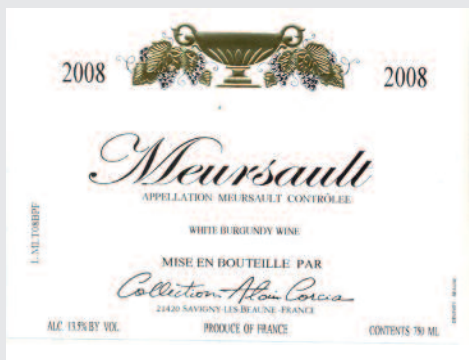 2008
2008
Meursault
APPELLATION MEURSAULT CONTRÔLÉE
WHITE BURGUNDY WINE
L.MLT08BPF
MISE EN BOUTEILLE PAR
Collection Alain Corcia
21420 SAVIGNY-LES-BEAUNE - FRANCE
ALC. 13.5% BY VOL.
PRODUCE OF FRANCE
CONTENTS 750 ML